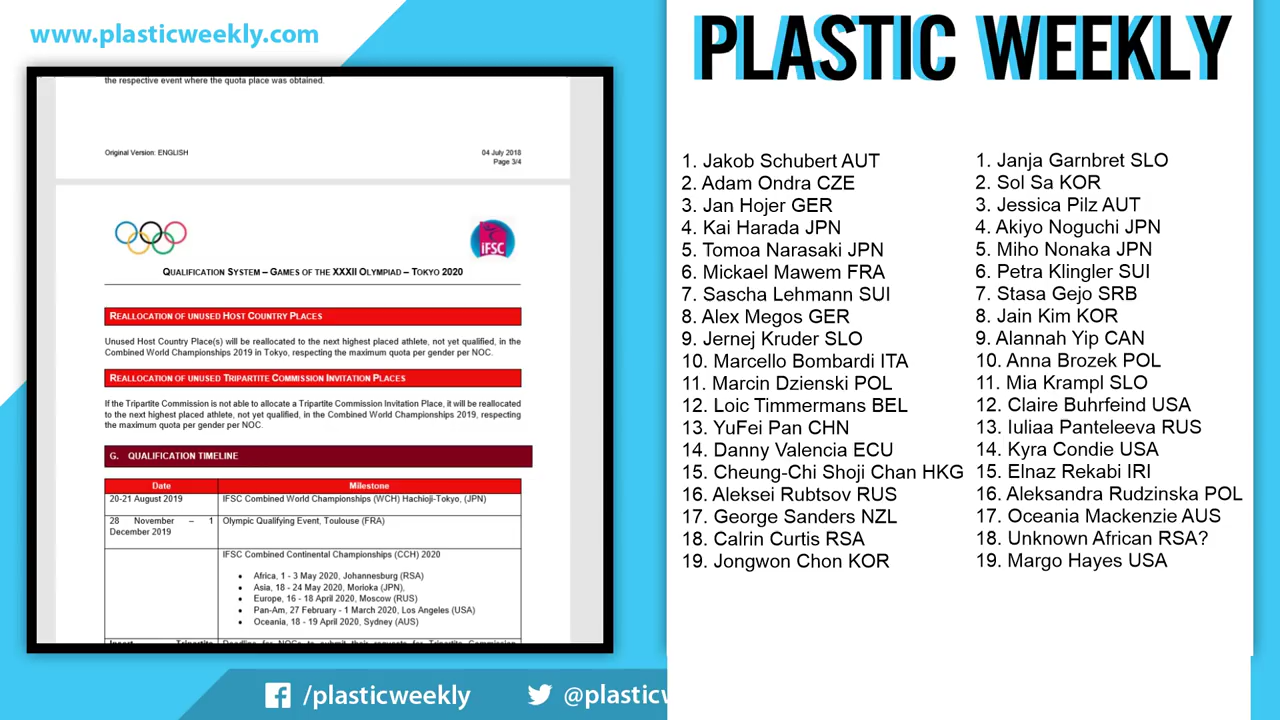 www.plasticweekly.com
the respective event where the quota place was obtained.
Original Version: ENGLISH
04 July 2018
Page 3/4
IFSC
QUALIFICATION SYSTEM – GAMES OF THE XXXII OLYMPIAD – TOKYO 2020
REALLOCATION OF UNUSED HOST COUNTRY PLACES
Unused Host Country Place(s) will be reallocated to the next highest placed athlete, not yet qualified, in the
Combined World Championships 2019 in Tokyo, respecting the maximum quota per gender per NOC.
REALLOCATION OF UNUSED TRIPARTITE COMMISSION INVITATION PLACES
If the Tripartite Commission is not able to allocate a Tripartite Commission Invitation Place, it will be reallocated
to the next highest placed athlete, not yet qualified, in the Combined World Championships 2019, respecting
the maximum quota per gender per NOC.
G. QUALIFICATION TIMELINE
Date
Milestone
20-21 August 2019
IFSC Combined World Championships (WCH) Hachioji-Tokyo, (JPN)
28 November – 1
December 2019
Olympic Qualifying Event, Toulouse (FRA)
IFSC Combined Continental Championships (CCH) 2020
• Africa, 1 - 3 May 2020, Johannesburg (RSA)
• Asia, 18 - 24 May 2020, Morioka (JPN),
• Europe, 16 - 18 April 2020, Moscow (RUS)
• Pan-Am, 27 February - 1 March 2020, Los Angeles (USA)
• Oceania, 18 - 19 April 2020, Sydney (AUS)
/plasticweekly
@plasticw
PLASTIC WEEKLY
1. Jakob Schubert AUT
2. Adam Ondra CZE
3. Jan Hojer GER
4. Kai Harada JPN
5. Tomoa Narasaki JPN
6. Mickael Mawem FRA
7. Sascha Lehmann SUI
8. Alex Megos GER
9. Jernej Kruder SLO
10. Marcello Bombardi ITA
11. Marcin Dzienski POL
12. Loic Timmermans BEL
13. YuFei Pan CHN
14. Danny Valencia ECU
15. Cheung-Chi Shoji Chan HKG
16. Aleksei Rubtsov RUS
17. George Sanders NZL
18. Calrin Curtis RSA
19. Jongwon Chon KOR
1. Janja Garnbret SLO
2. Sol Sa KOR
3. Jessica Pilz AUT
4. Akiyo Noguchi JPN
5. Miho Nonaka JPN
6. Petra Klingler SUI
7. Stasa Gejo SRB
8. Jain Kim KOR
9. Alannah Yip CAN
10. Anna Brozek POL
11. Mia Krampl SLO
12. Claire Buhrfeind USA
13. Iuliaa Panteleeva RUS
14. Kyra Condie USA
15. Elnaz Rekabi IRI
16. Aleksandra Rudzinska POL
17. Oceania Mackenzie AUS
18. Unknown African RSA?
19. Margo Hayes USA